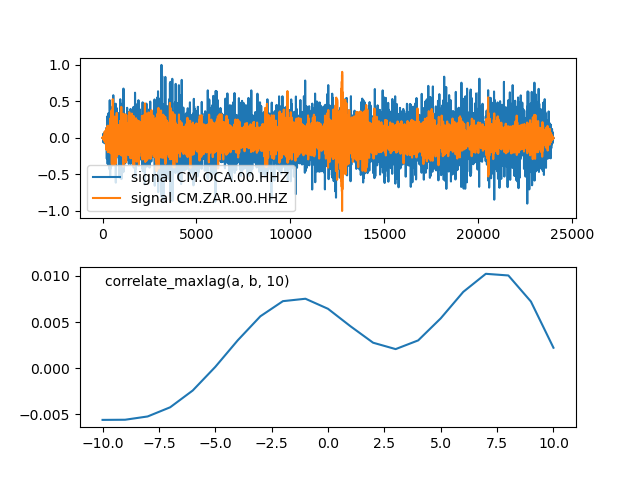 1.0
0.5
0.0
−0.5
−1.0
signal CM.OCA.00.HHZ
signal CM.ZAR.00.HHZ
0 5000 10000 15000 20000 25000
0.010
0.005
0.000
−0.005
correlate_maxlag(a, b, 10)
−10.0 −7.5 −5.0 −2.5 0.0 2.5 5.0 7.5 10.0